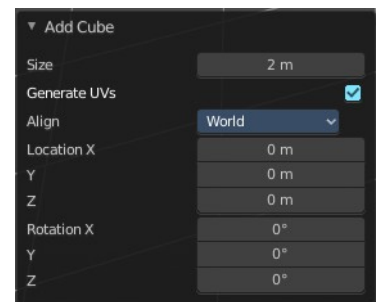 Add Cube
Size 2 m
Generate UVs
Align World
Location X 0 m
Y 0 m
Z 0 m
Rotation X 0°
Y 0°
Z 0°